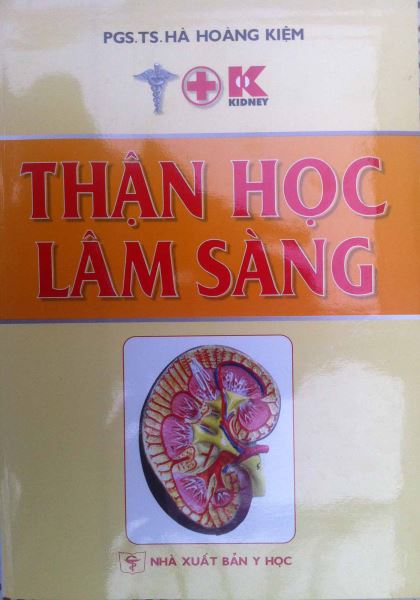 PGS.TS.HÀ HOÀNG KIỆM
K
KIDNEY
THẬN HỌC
LÂM SÀNG
NHÀ XUẤT BẢN Y HỌC